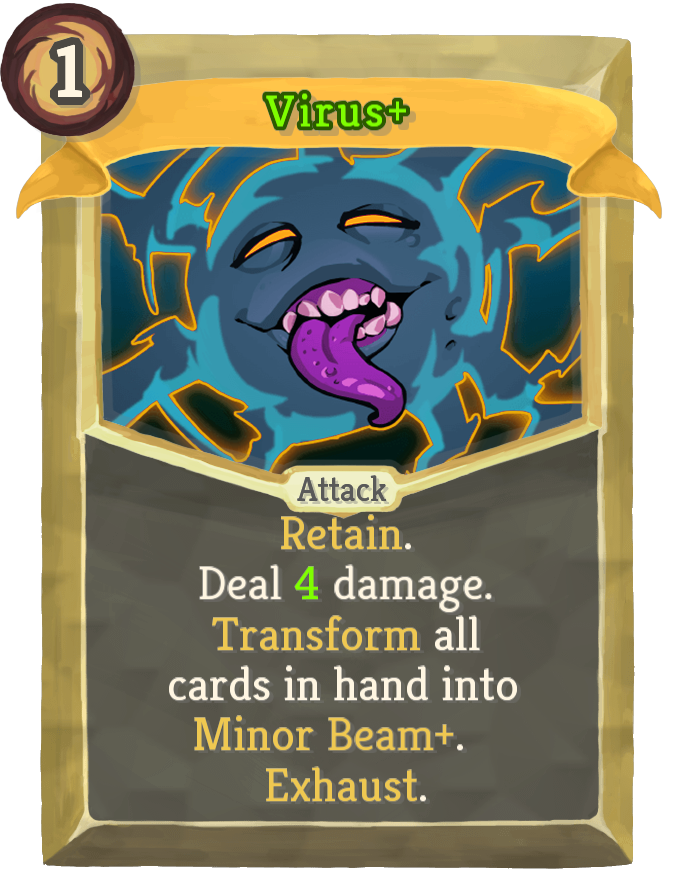 1
Virus+
Attack
Retain.
Deal 4 damage.
Transform all
cards in hand into
Minor Beam+.
Exhaust.